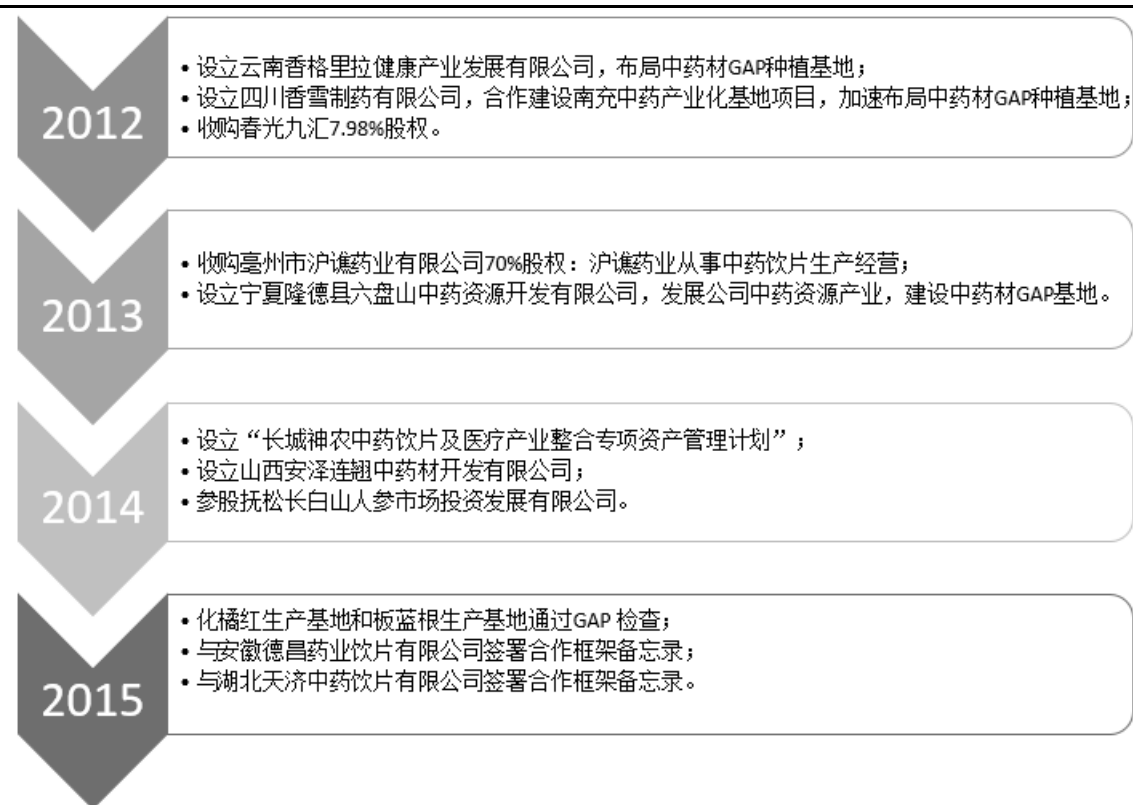 2012
• 设立云南香格里拉健康产业发展有限公司，布局中药材GAP种植基地；
• 设立四川香雪制药有限公司，合作建设南充中药产业化基地项目，加速布局中药材GAP种植基地；
• 收购春光九汇7.98%股权。
2013
• 收购亳州市沪谯药业有限公司70%股权：沪谯药业从事中药饮片生产经营；
• 设立宁夏隆德县六盘山中药资源开发有限公司，发展公司中药资源产业，建设中药材GAP基地。
2014
• 设立“长城神农中药饮片及医疗产业整合专项资产管理计划”；
• 设立山西安泽连翘中药材开发有限公司；
• 参股抚松长白山人参市场投资发展有限公司。
2015
• 化橘红生产基地和板蓝根生产基地通过GAP 检查；
• 与安徽德昌药业饮片有限公司签署合作框架备忘录；
• 与湖北天济中药饮片有限公司签署合作框架备忘录。